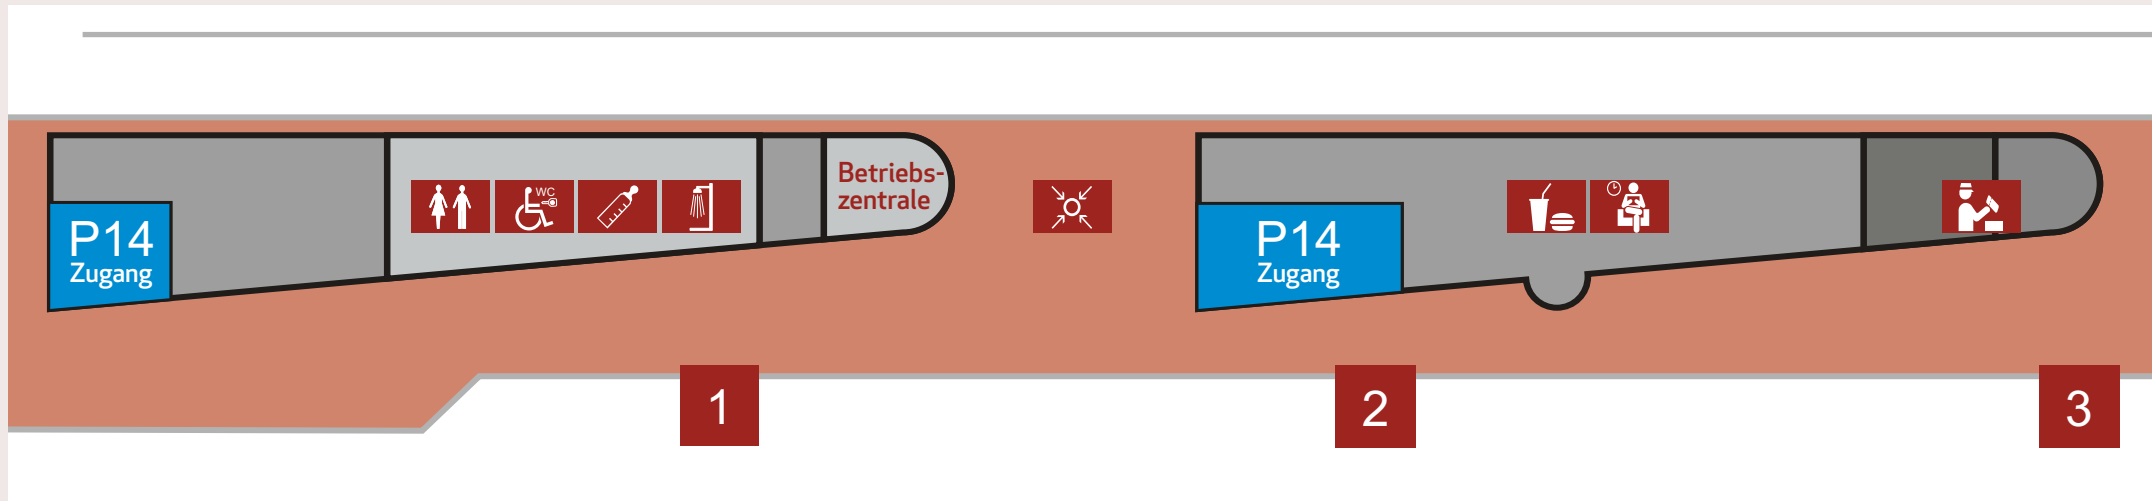 P14
Zugang
WC
Betriebs-
zentrale
P14
Zugang
1
2
3